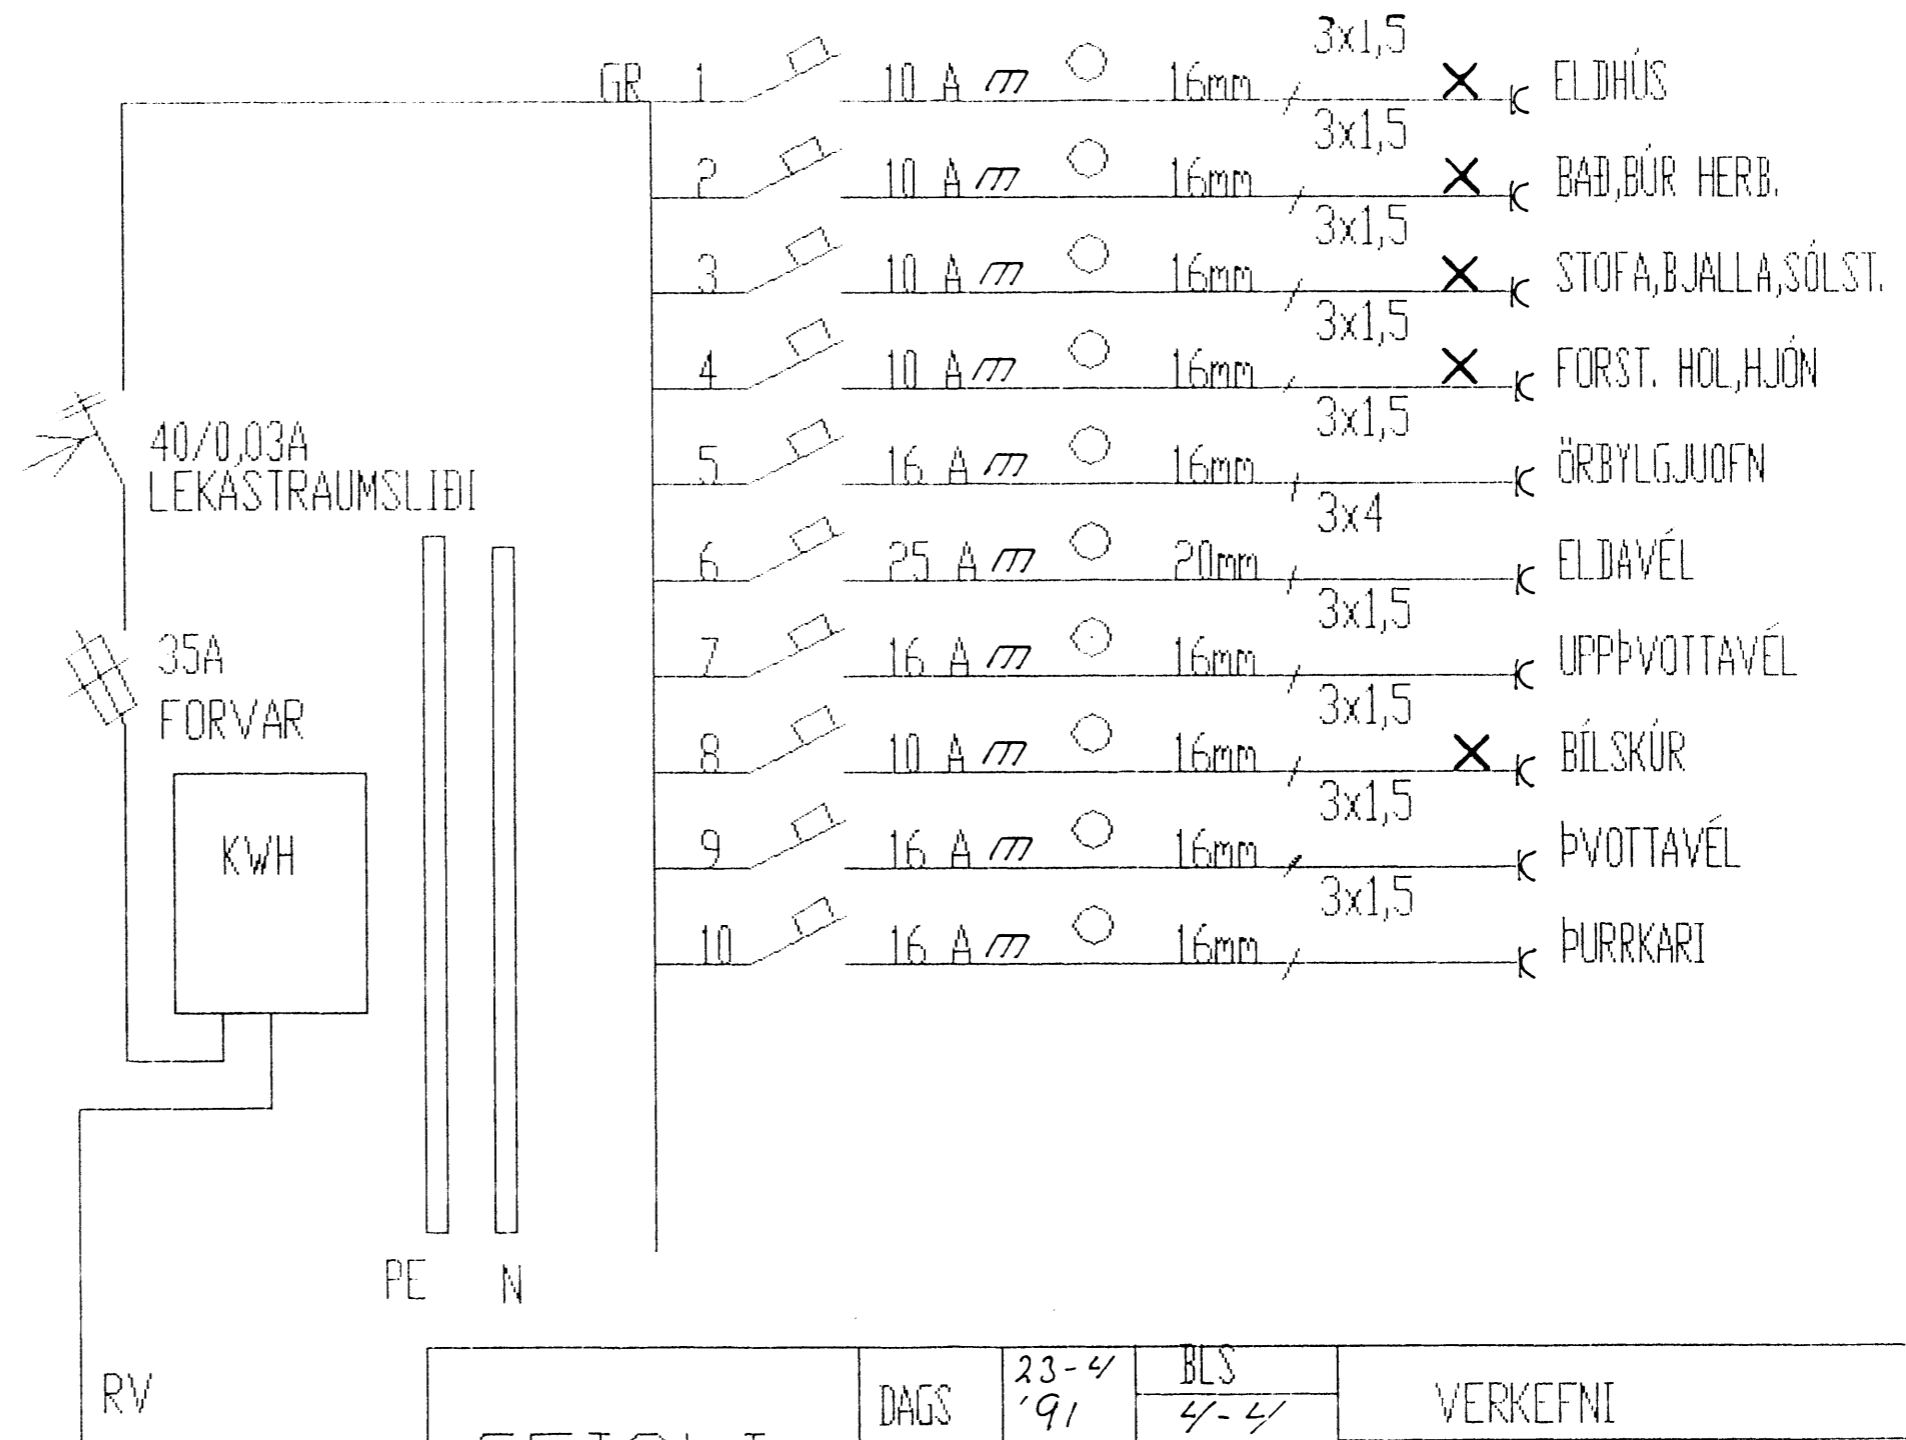 GR 1 10 A 16mm 3x1,5 ELDHÚS
2 10 A 16mm 3x1,5 BAÐ,BÚR HERB.
3 10 A 16mm 3x1,5 STOFA,BJALLA,SÓLST.
4 10 A 16mm 3x1,5 FORST. HOL,HJÓN
5 16 A 16mm 3x1,5 ÖRBYLGJUOFN
6 25 A 20mm 3x4 ELDAVÉL
7 16 A 16mm 3x1,5 UPPÞVOTTAVÉL
8 10 A 16mm 3x1,5 BÍLSKÚR
9 16 A 16mm 3x1,5 ÞVOTTAVÉL
10 16 A 16mm 3x1,5 ÞURRKARI
40/0,03A
LEKASTRAUMSLIÐI
35A
FORVAR
KWH
PE N
RV
DAGS 23-4 '91
BLS 4-4
VERKEFNI